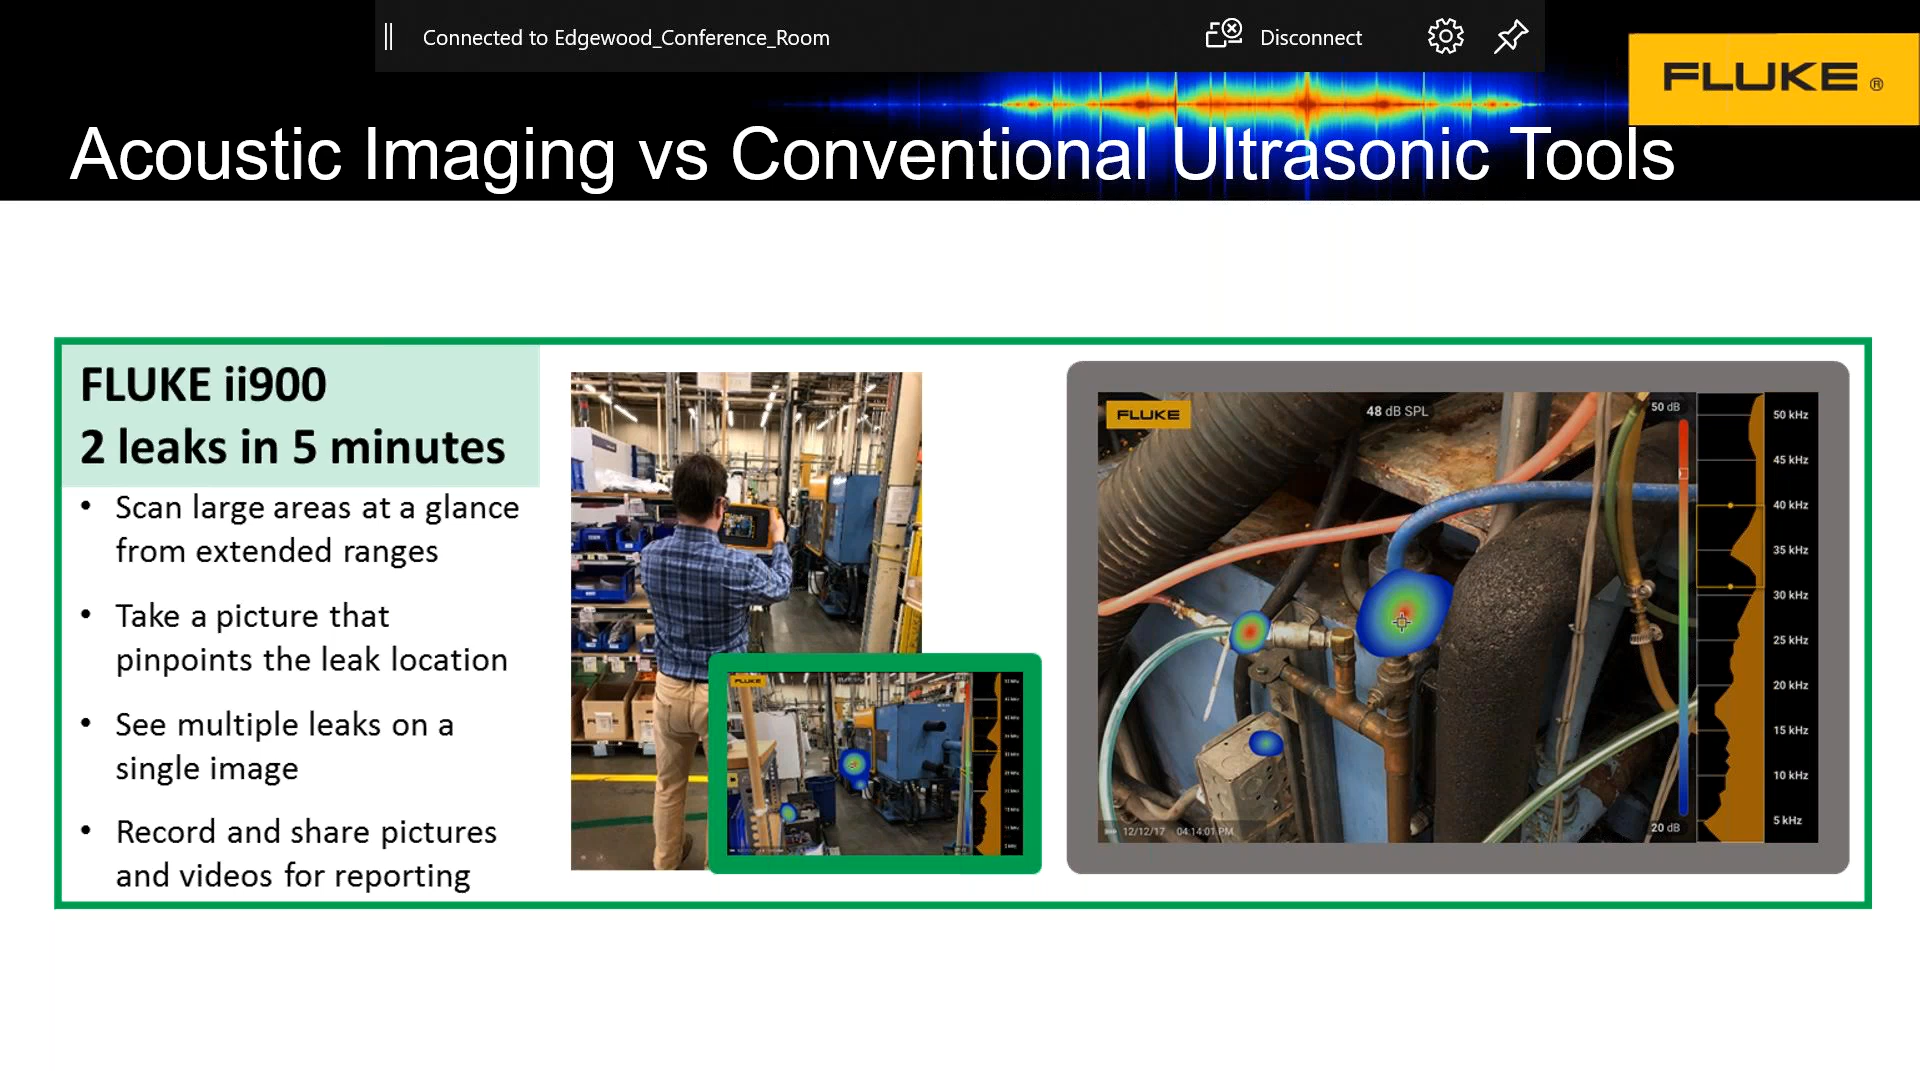 Connected to Edgewood_Conference_Room
Disconnect
FLUKE ®
Acoustic Imaging vs Conventional Ultrasonic Tools
FLUKE ii900
2 leaks in 5 minutes
• Scan large areas at a glance
from extended ranges
• Take a picture that
pinpoints the leak location
• See multiple leaks on a
single image
• Record and share pictures
and videos for reporting
FLUKE
FLUKE
48 dB SPL
50 dB
20 dB
50 kHz
45 kHz
40 kHz
35 kHz
30 kHz
25 kHz
20 kHz
15 kHz
10 kHz
5 kHz
12/12/17 04:14:01 PM